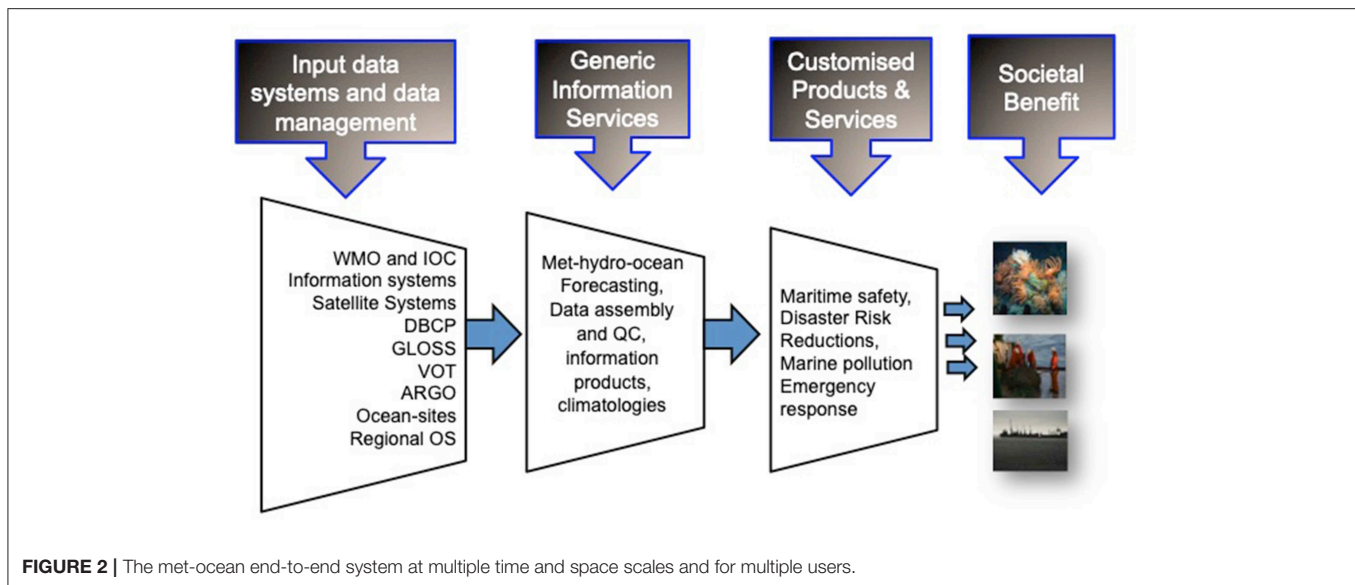 Input data
systems and data
management
Generic
Information
Services
Customised
Products &
Services
Societal
Benefit
WMO and IOC
Information systems
Satellite Systems
DBCP
GLOSS
VOT
ARGO
Ocean-sites
Regional OS
Met-hydro-ocean
Forecasting,
Data assembly
and QC,
information
products,
climatologies
Maritime safety,
Disaster Risk
Reductions,
Marine pollution
Emergency
response
FIGURE 2 | The met-ocean end-to-end system at multiple time and space scales and for multiple users.